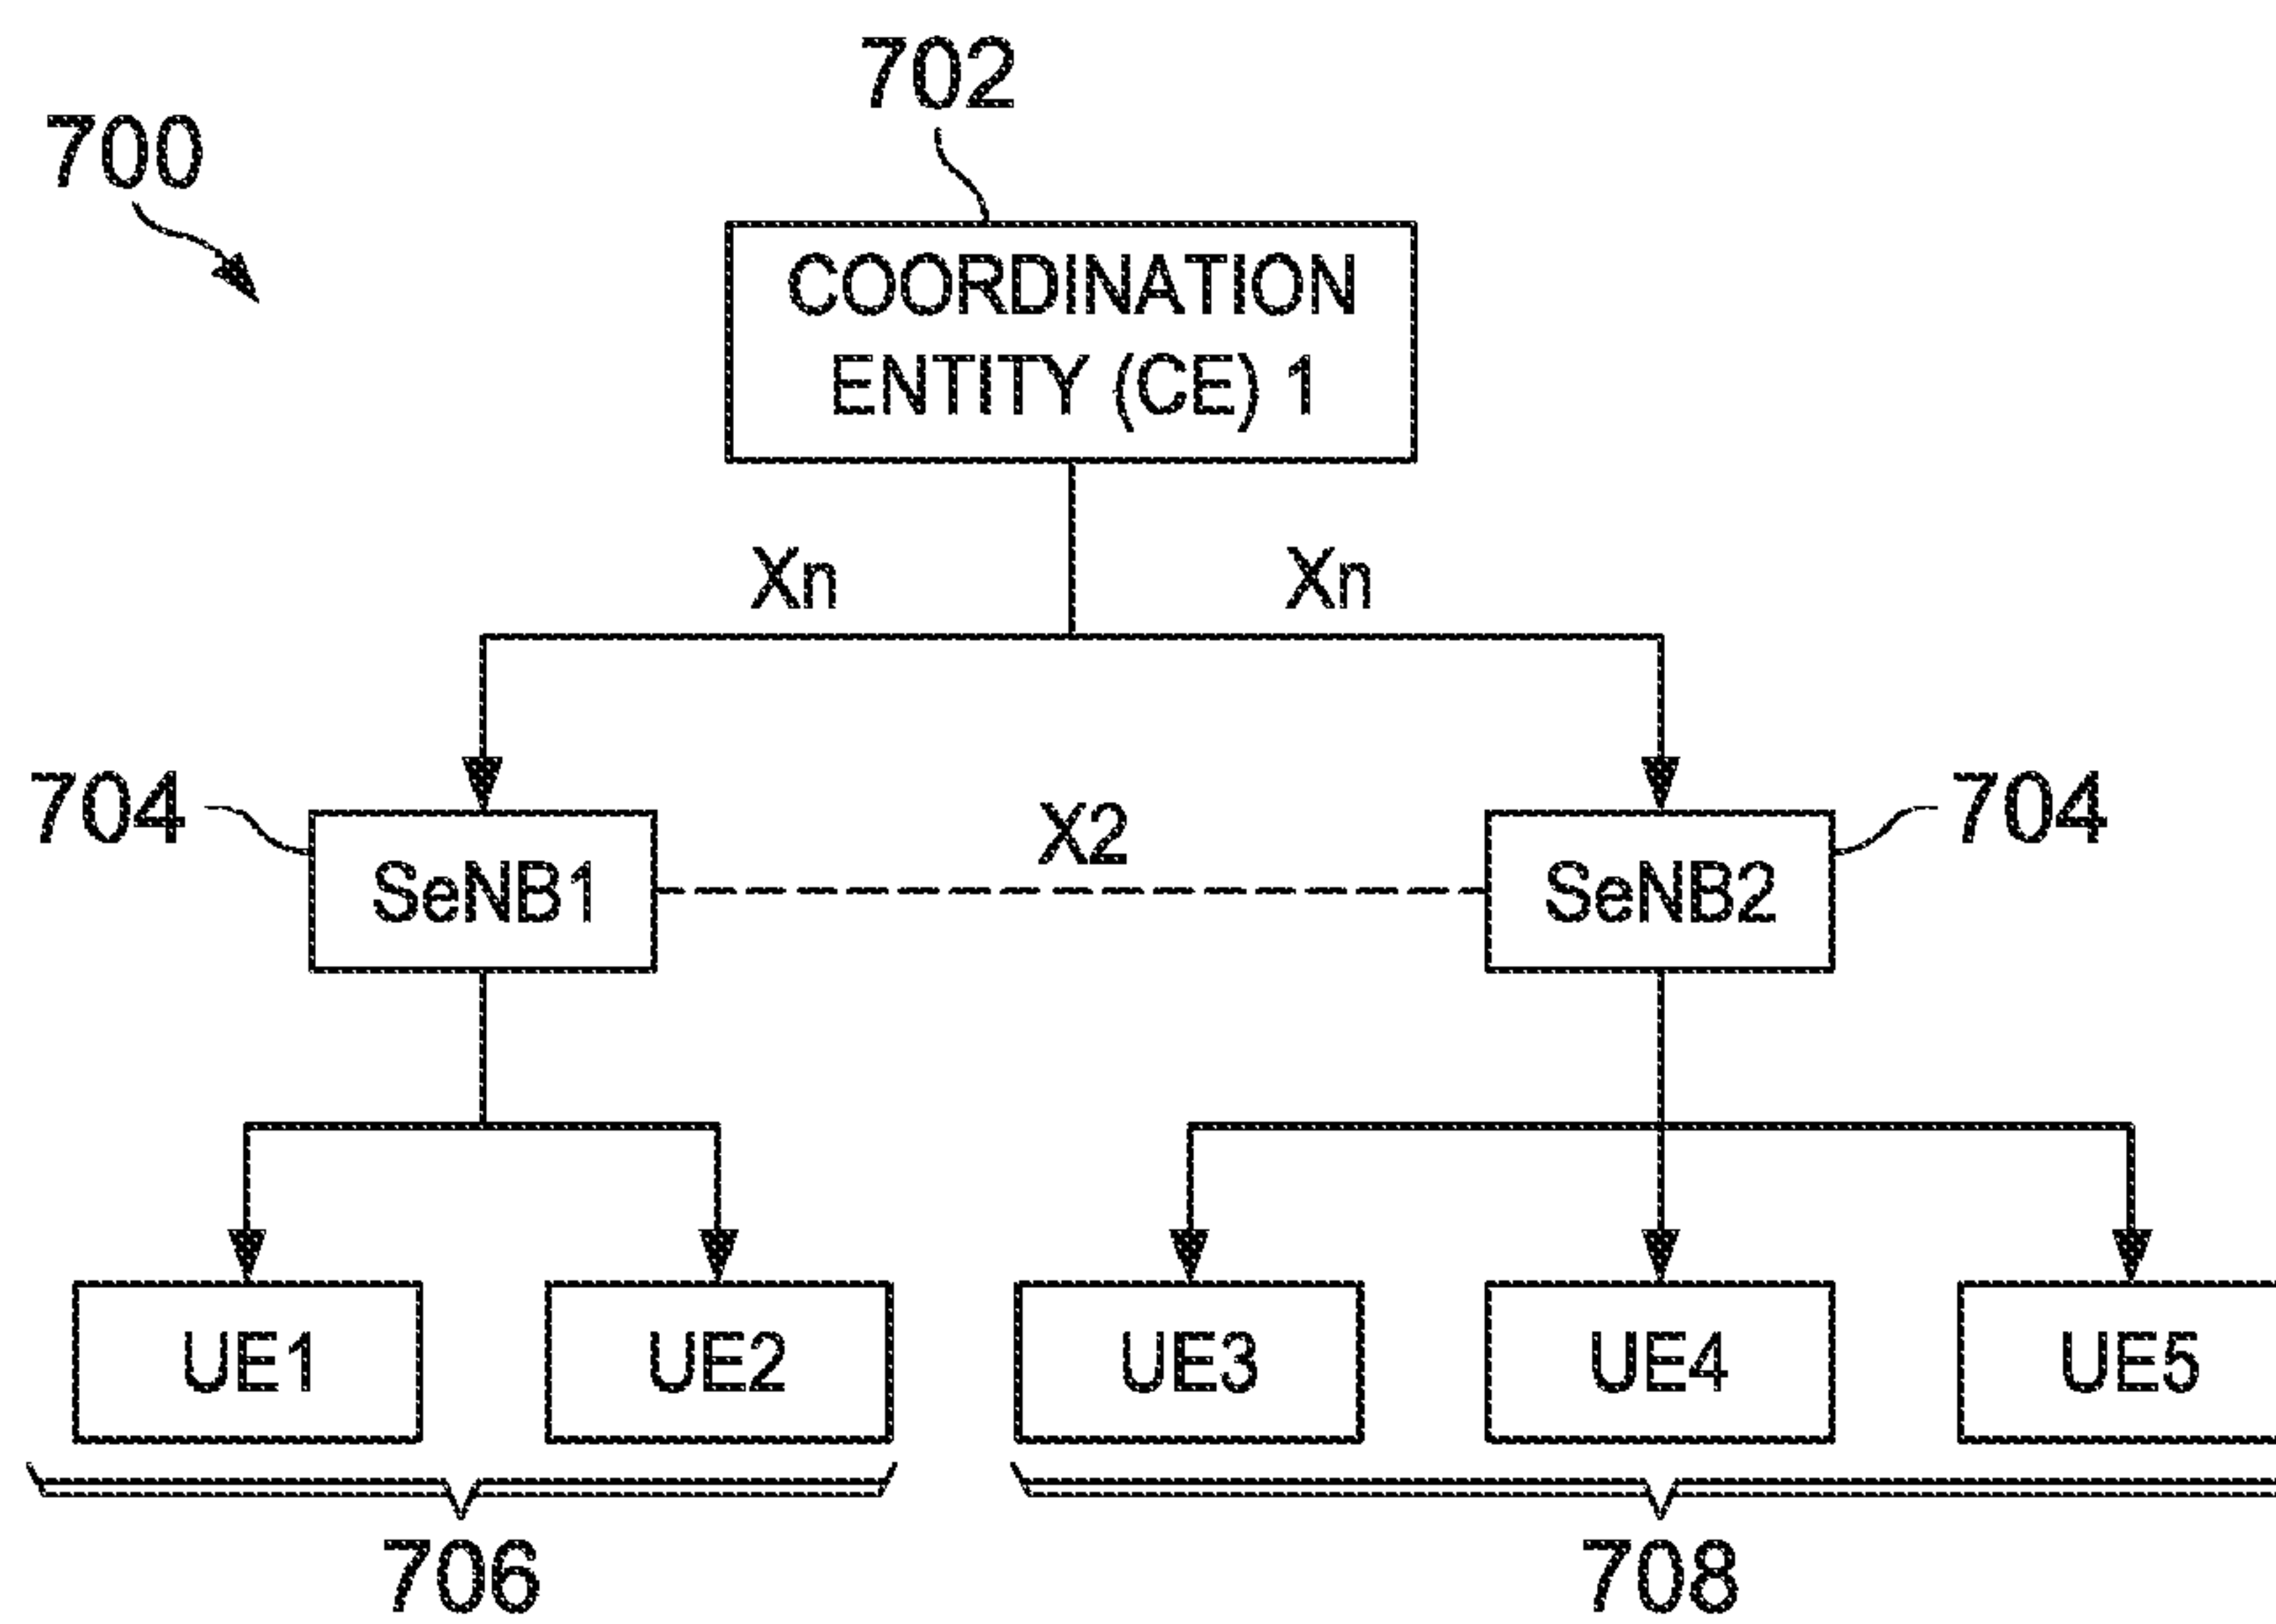 702
700
COORDINATION
ENTITY (CE) 1
Xn
Xn
704
X2
704
SeNB1
SeNB2
UE1
UE2
UE3
UE4
UE5
706
708